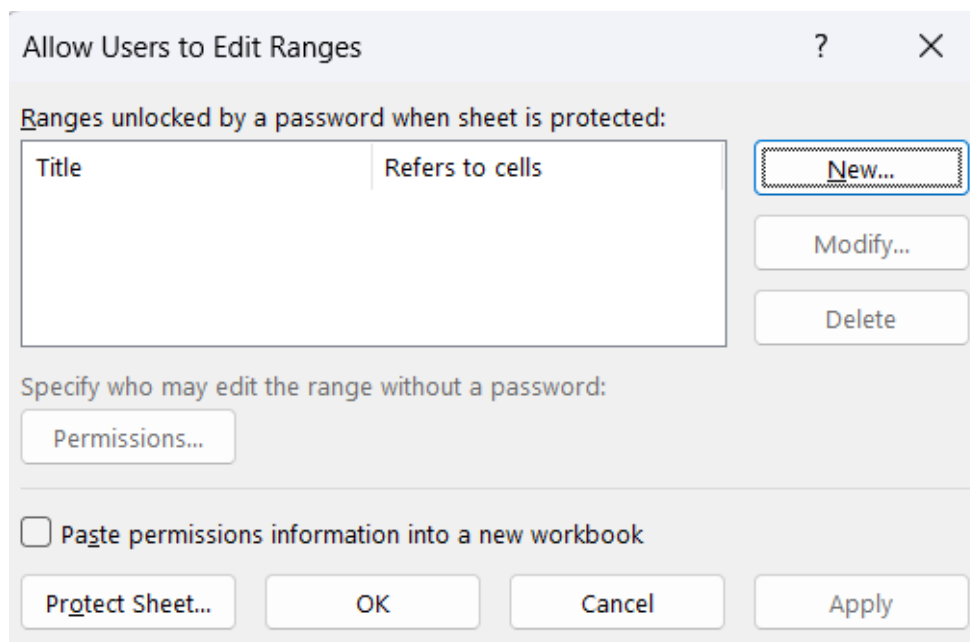 Allow Users to Edit Ranges ?
Ranges unlocked by a password when sheet is protected:
Title Refers to cells
New...
Modify...
Delete
Specify who may edit the range without a password:
Permissions...
Paste permissions information into a new workbook
Protect Sheet... OK Cancel Apply